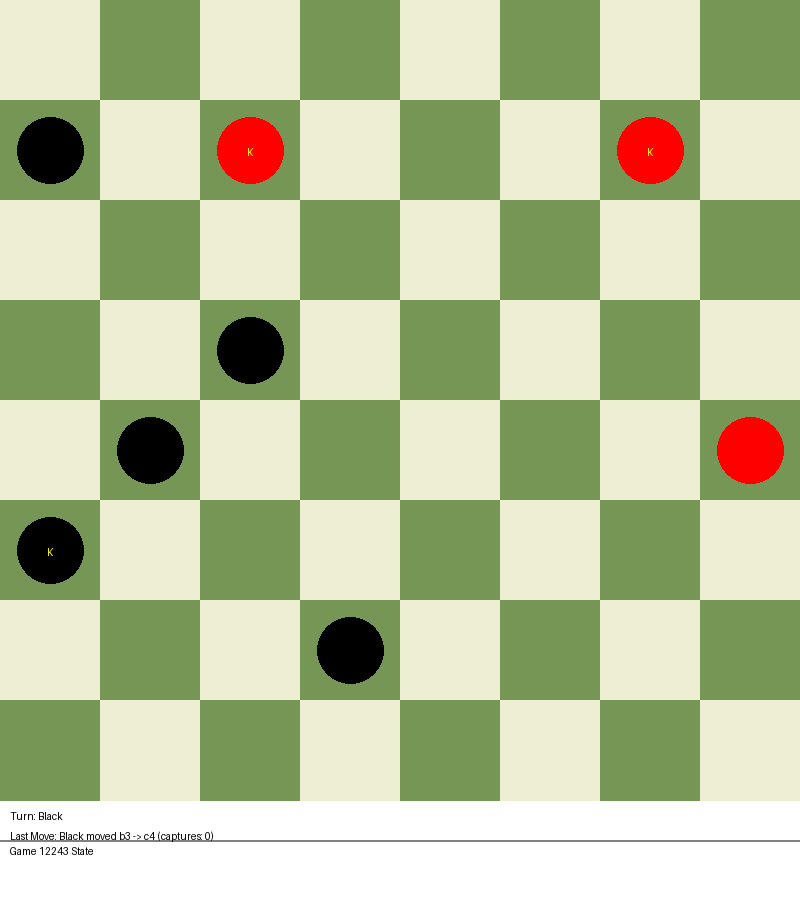 K
K
K
Turn: Black
Last Move: Black moved b3 -> c4 (captures: 0)
Game 12243 State